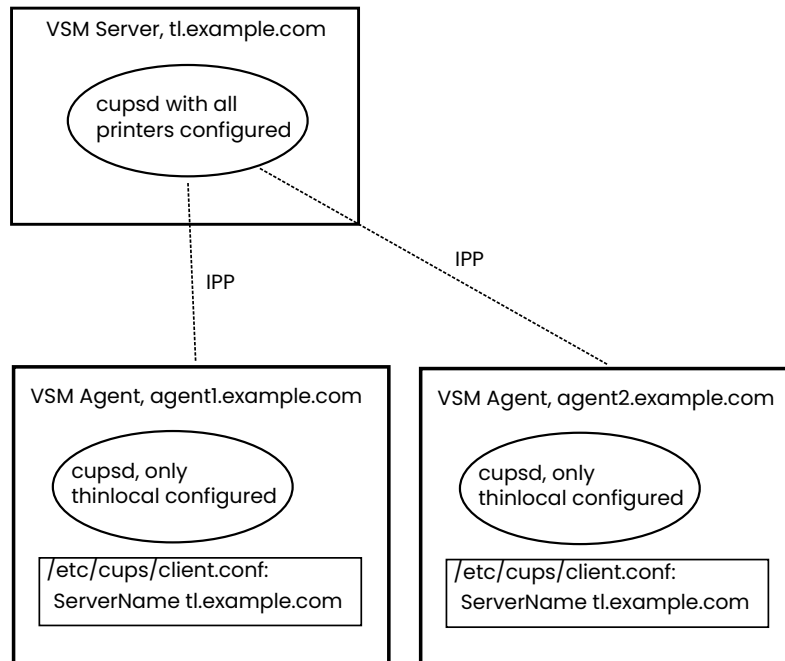 VSM Server, tl.example.com
cupsd with all
printers configured
IPP
IPP
VSM Agent, agent1.example.com
cupsd, only
thinlocal configured
/etc/cups/client.conf:
ServerName tl.example.com
VSM Agent, agent2.example.com
cupsd, only
thinlocal configured
/etc/cups/client.conf:
ServerName tl.example.com